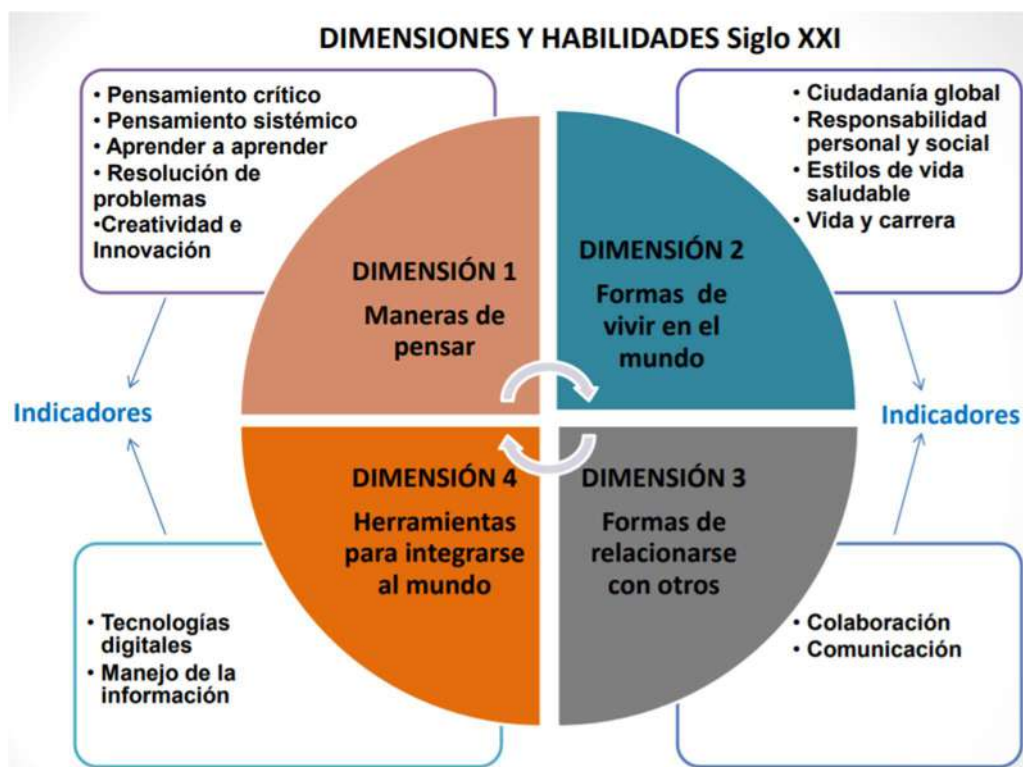 DIMENSIONES Y HABILIDADES Siglo XXI
• Pensamiento crítico
• Pensamiento sistémico
• Aprender a aprender
• Resolución de
problemas
•Creatividad e
Innovación
• Ciudadanía global
• Responsabilidad
personal y social
• Estilos de vida
saludable
• Vida y carrera
DIMENSIÓN 1
Maneras de
pensar
DIMENSIÓN 2
Formas de
vivir en el
mundo
Indicadores
Indicadores
DIMENSIÓN 4
Herramientas
para integrarse
al mundo
DIMENSIÓN 3
Formas de
relacionarse
con otros
• Tecnologías
digitales
• Manejo de la
información
• Colaboración
• Comunicación